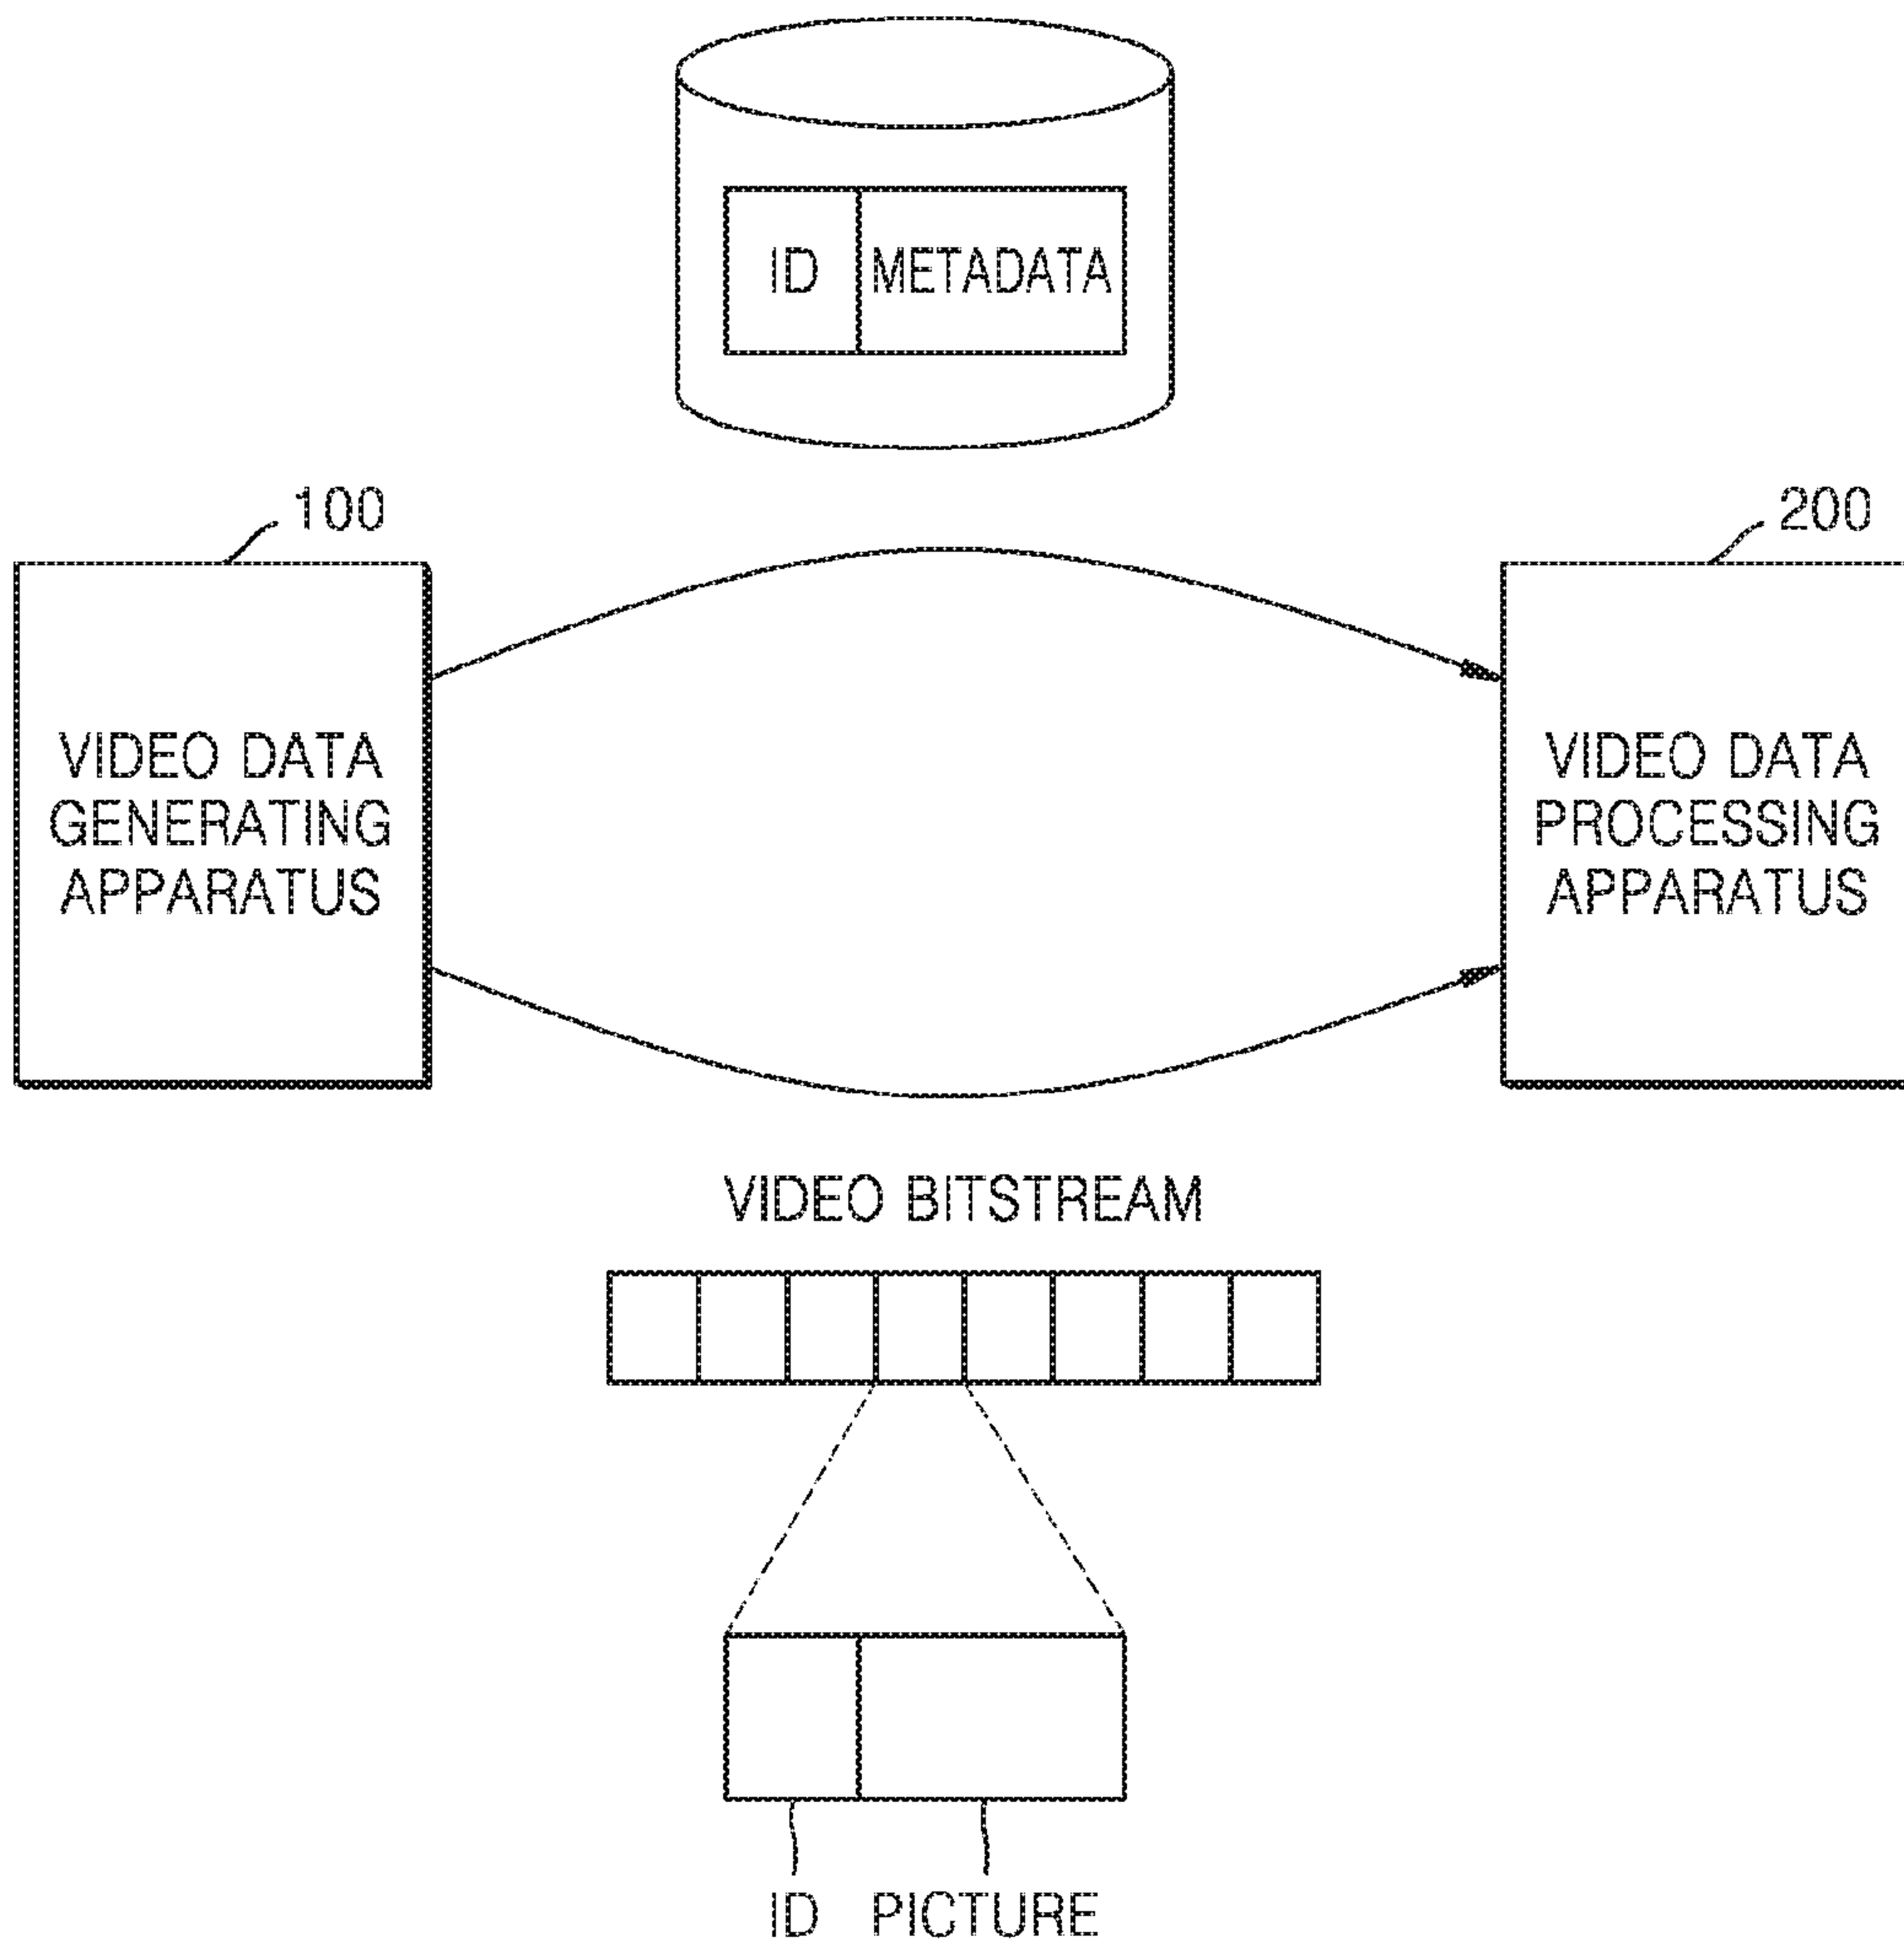 ID METADATA
100
200
VIDEO DATA
GENERATING
APPARATUS
VIDEO DATA
PROCESSING
APPARATUS
VIDEO BITSTREAM
ID PICTURE